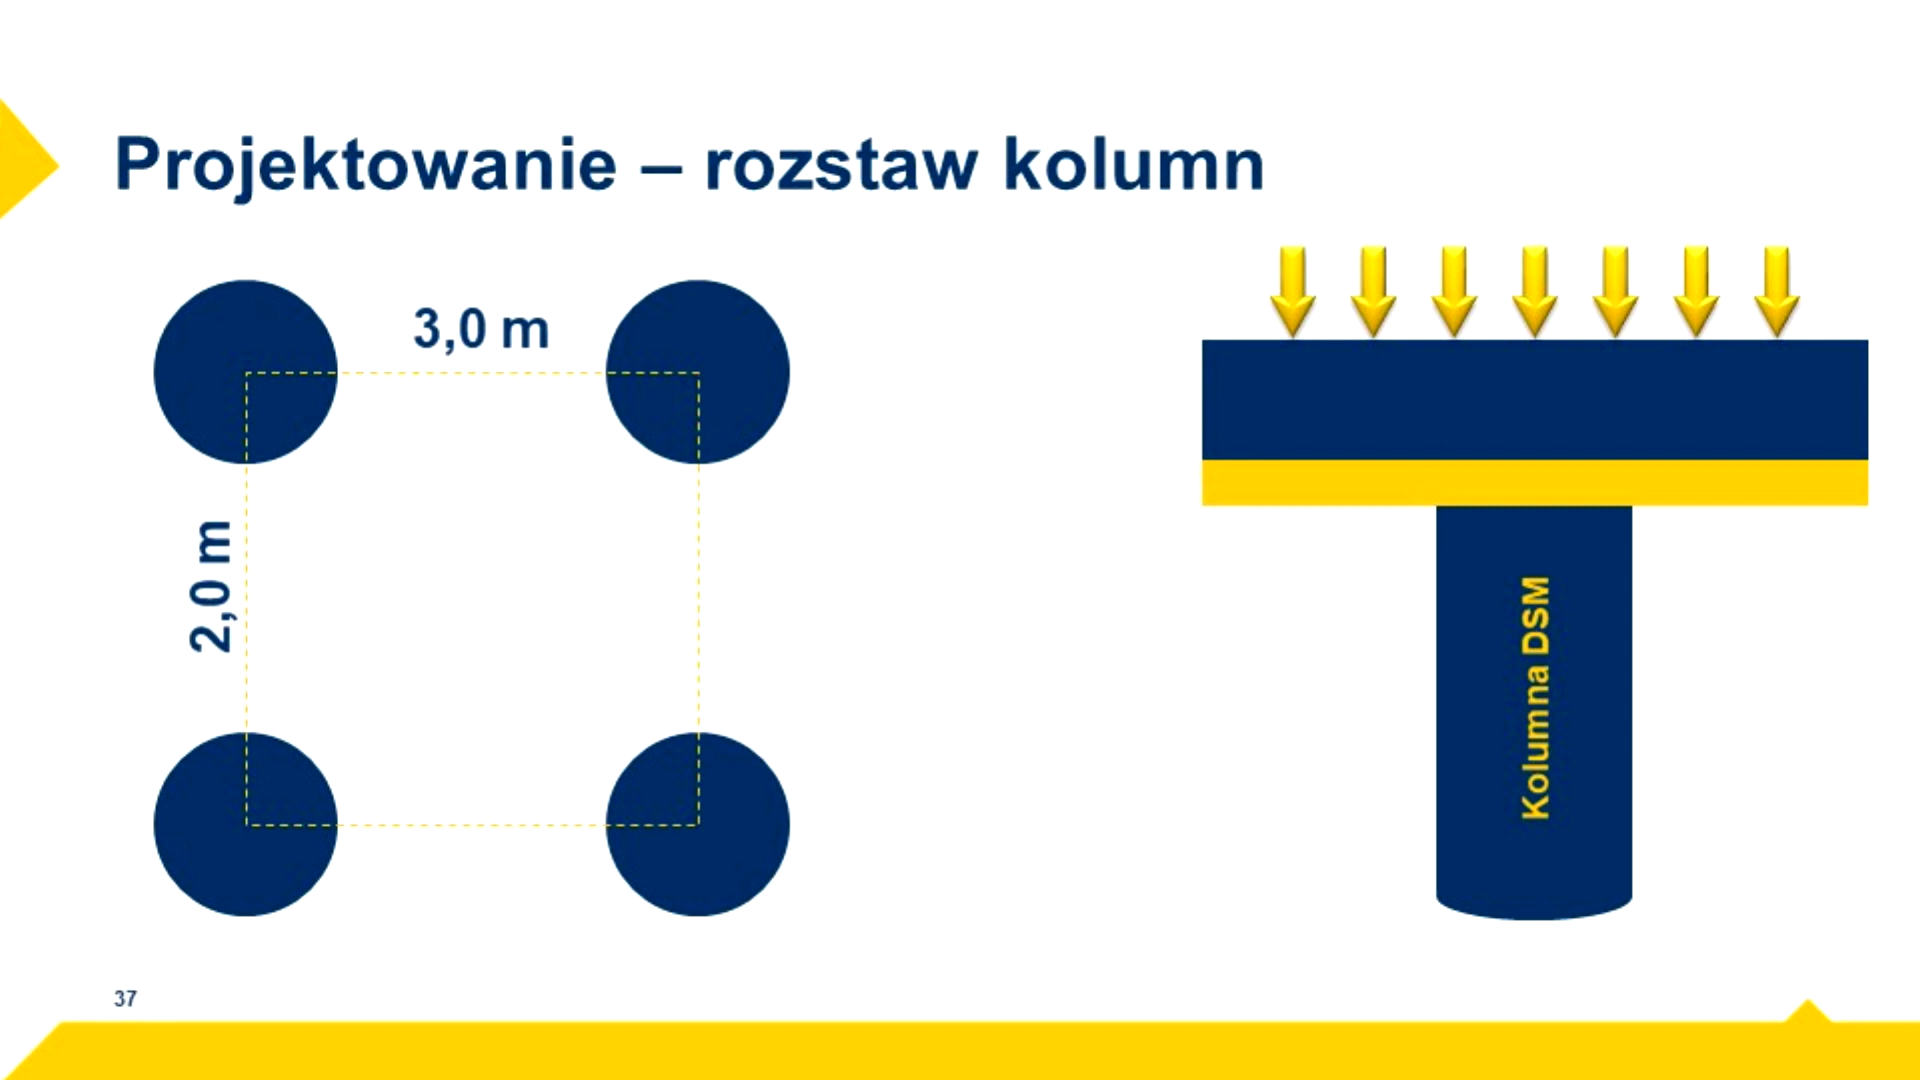 Projektowanie – rozstaw kolumn
3,0 m
2,0 m
Kolumna DSM
37